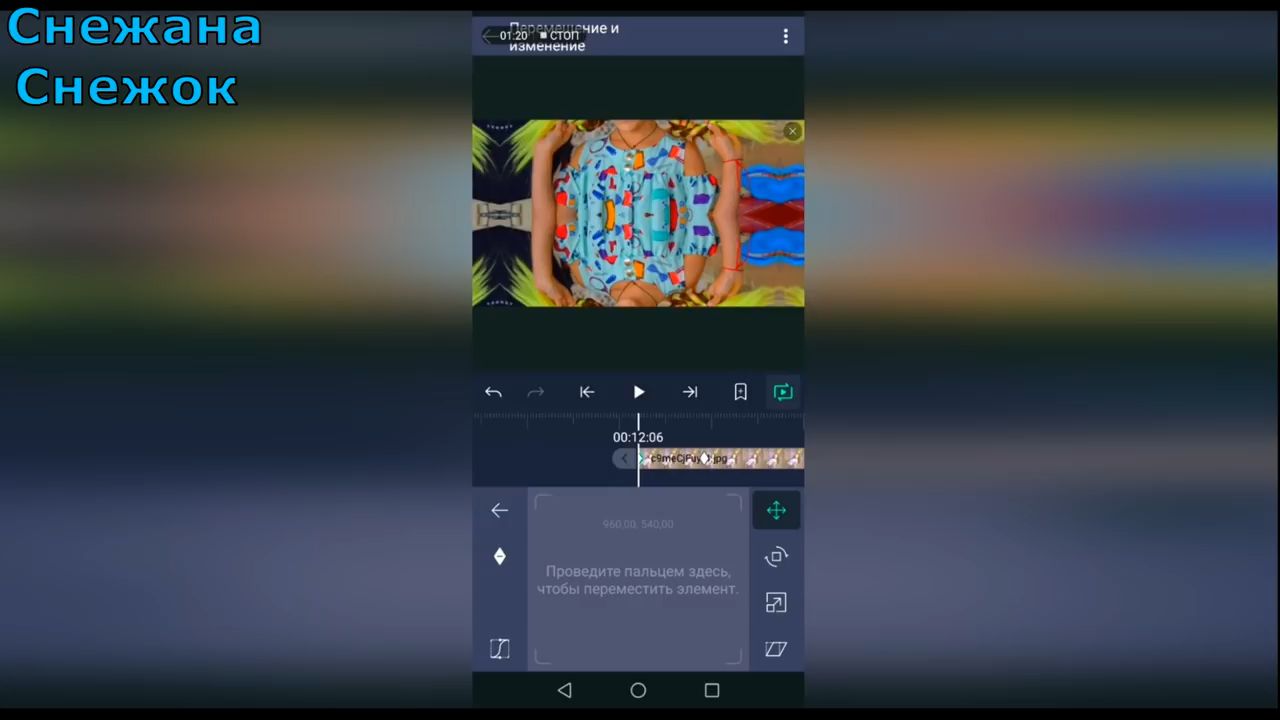 Снежана
Снежок
Перемещение и
изменение
01:20 СТОП
00:12:06
960,00, 540,00
Проведите пальцем здесь,
чтобы переместить элемент.